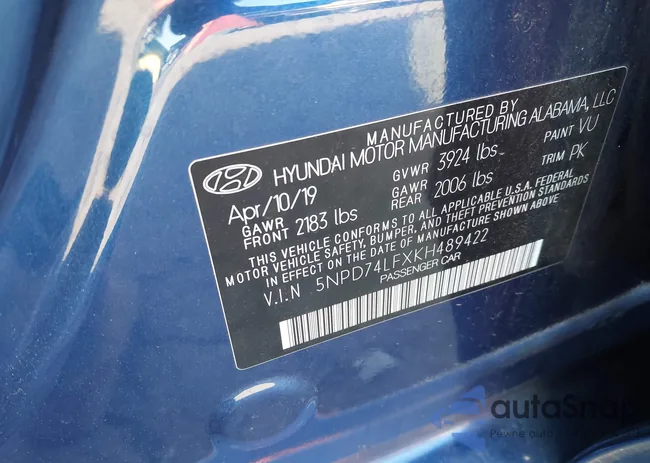 MANUFACTURED BY
HYUNDAI MOTOR MANUFACTURING ALABAMA, LLC
Apr/10/19 GVWR 3924 lbs PAINT VU
GAWR FRONT 2183 lbs GAWR REAR 2006 lbs TRIM PK
THIS VEHICLE CONFORMS TO ALL APPLICABLE U.S.A. FEDERAL
MOTOR VEHICLE SAFETY, BUMPER, AND THEFT PREVENTION STANDARDS
IN EFFECT ON THE DATE OF MANUFACTURE SHOWN ABOVE
V.I.N 5NPD74LFXKH489422
PASSENGER CAR
autoSnap
Pewne auto